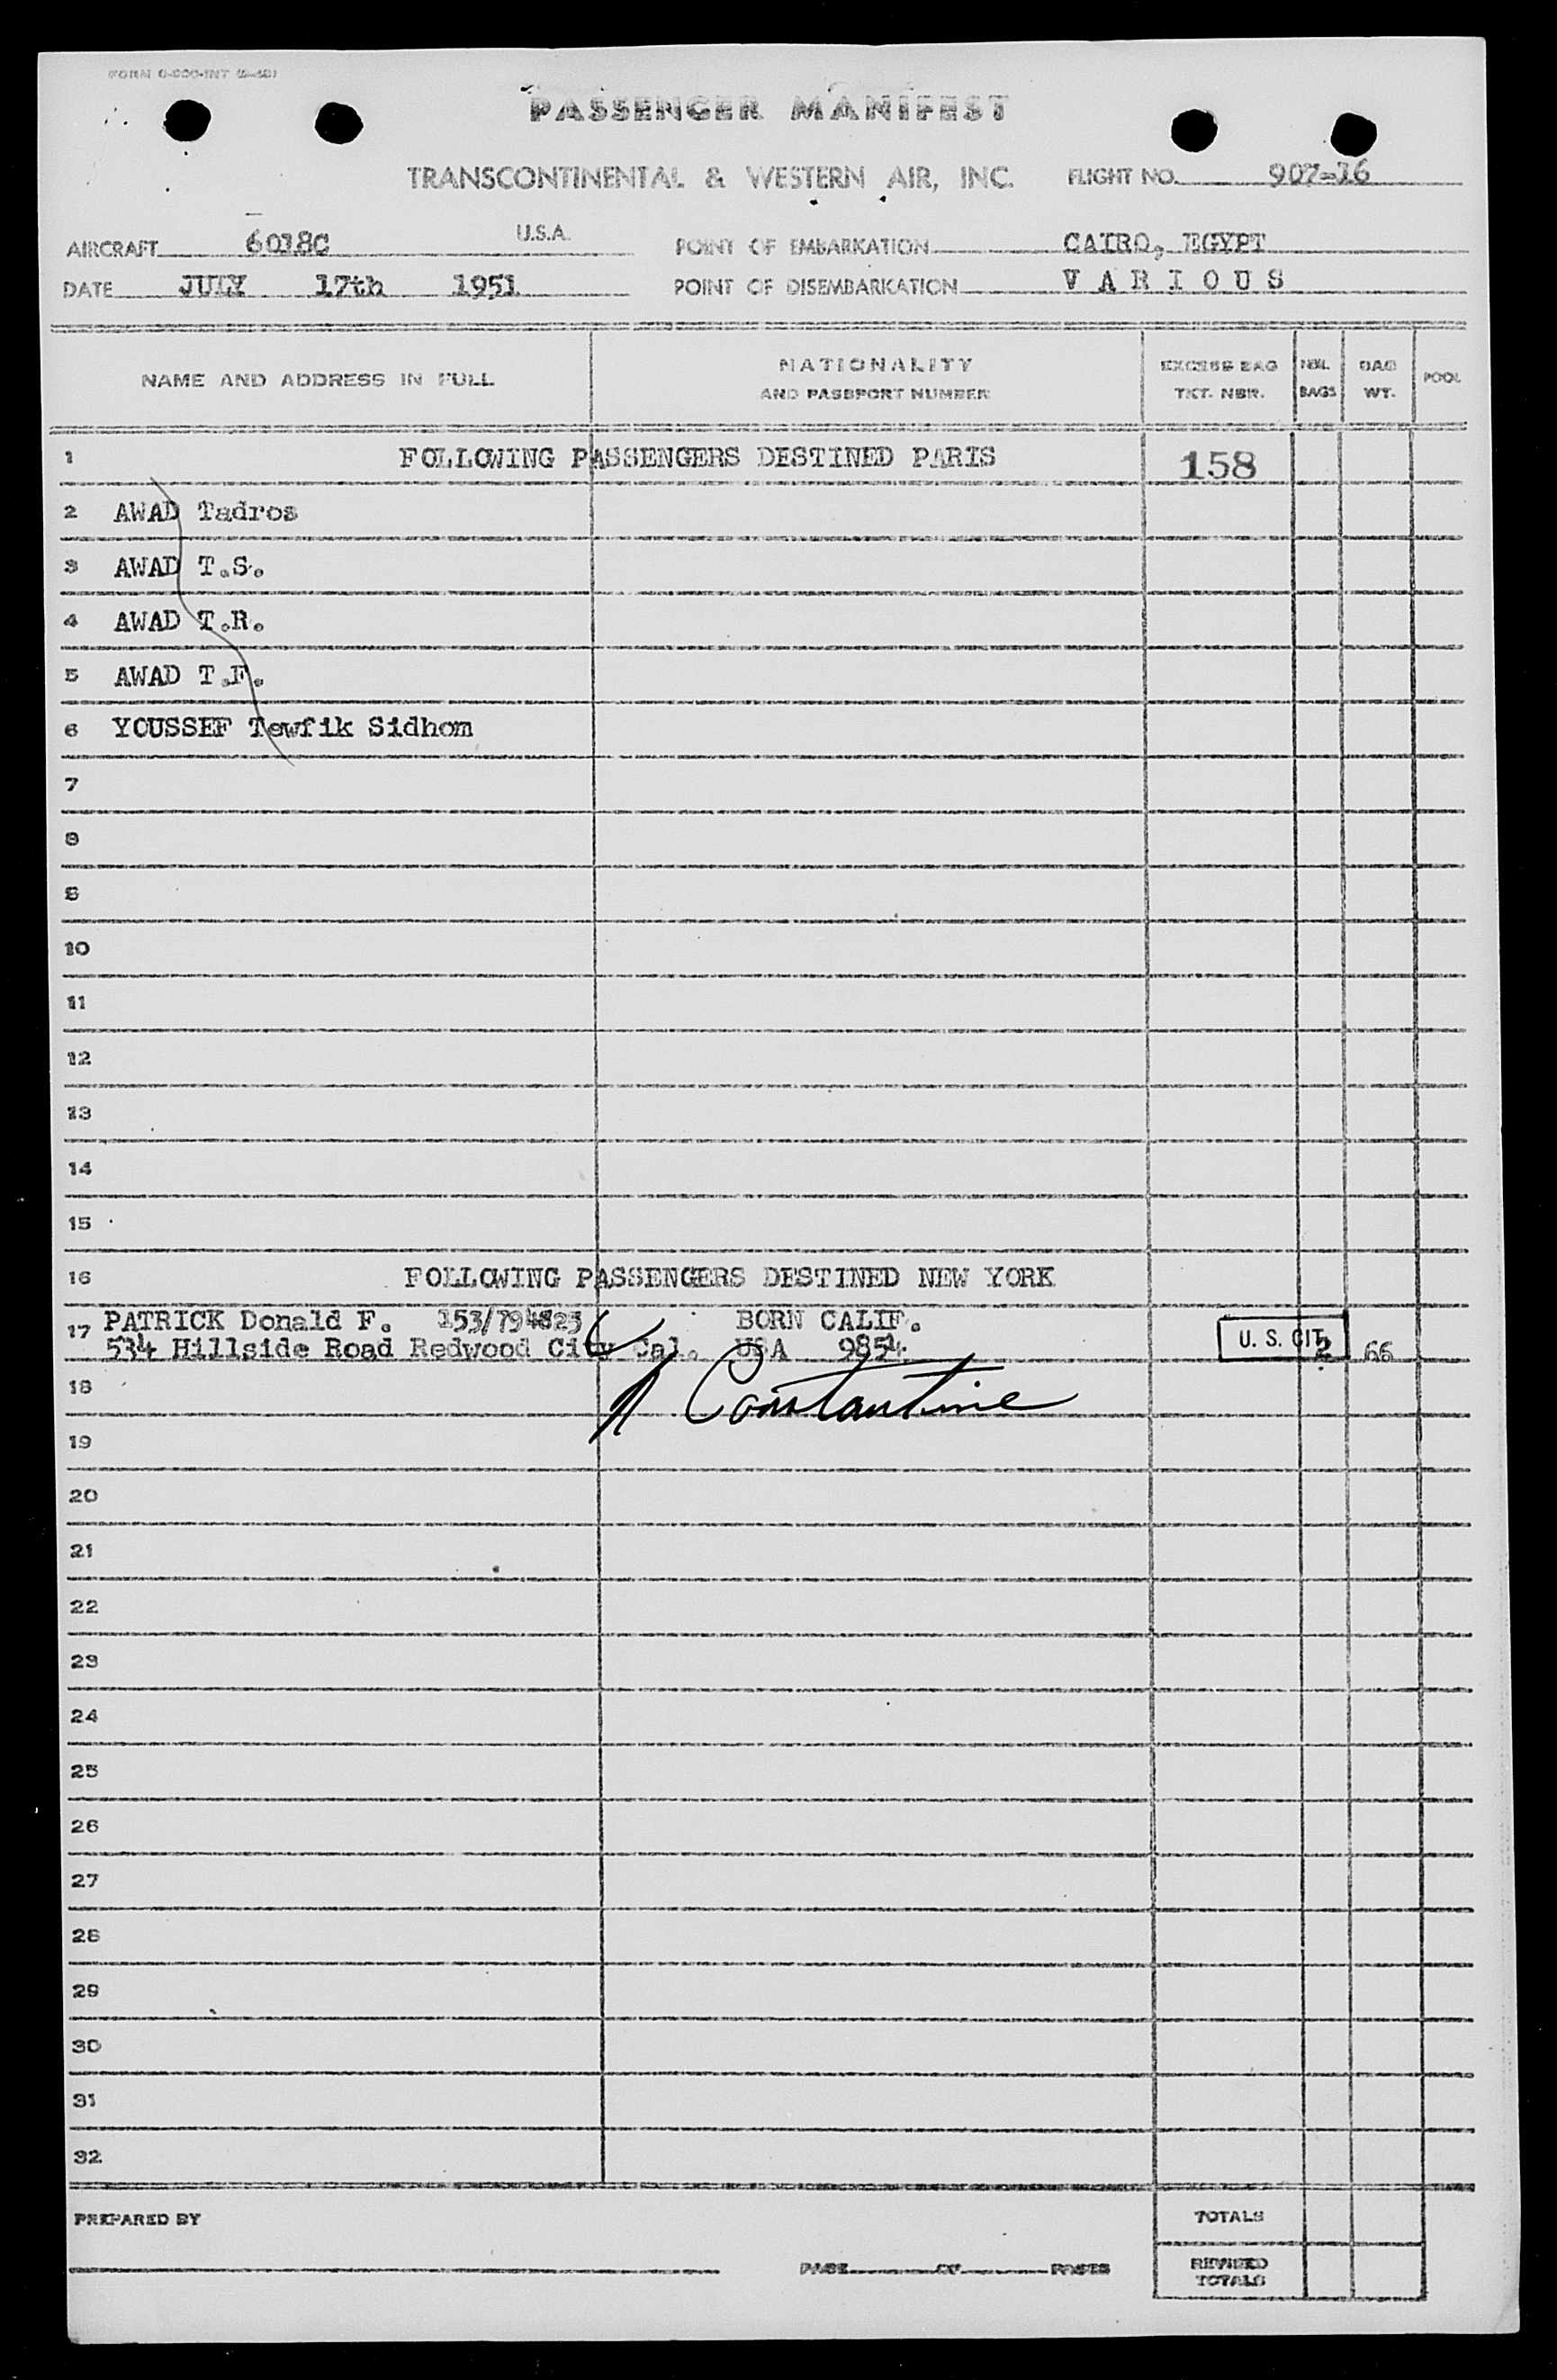 PASSENGER MANIFEST
TRANSCONTINENTAL & WESTERN AIR, INC. FLIGHT NO. 907-16
AIRCRAFT 6018C U.S.A. POINT OF EMBARKATION CAIRO, EGYPT
DATE JULY 17th 1951 POINT OF DISEMBARKATION VARIOUS
NAME AND ADDRESS IN FULL
NATIONALITY
AND PASSPORT NUMBER
EXCESS BAG
TKT. NBR.
NBR.
BAGS
BAG
WT.
POOL
1 FOLLOWING PASSENGERS DESTINED PARIS 158
2 AWAD Tadros
3 AWAD T.S.
4 AWAD T.R.
5 AWAD T.F.
6 YOUSSEF Tewfik Sidhom
7
8
9
10
11
12
13
14
15
16 FOLLOWING PASSENGERS DESTINED NEW YORK
17 PATRICK Donald F. 153/794823 BORN CALIF.
534 Hillside Road Redwood City Cal. USA 9854 U. S. CIT. 2 66
18 Constantine
19
20
21
22
23
24
25
26
27
28
29
30
31
32
PREPARED BY
PAGE OF PAGES
TOTALS
REVISED
TOTALS